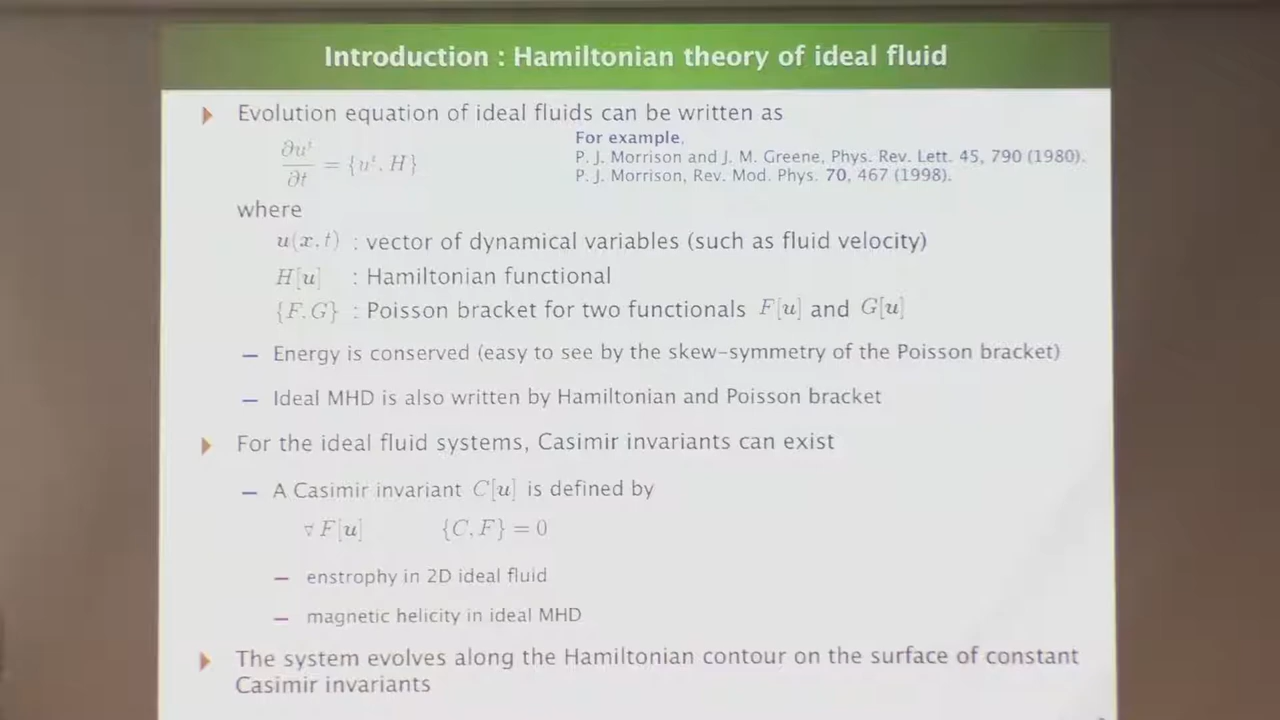 Introduction : Hamiltonian theory of ideal fluid
Evolution equation of ideal fluids can be written as
∂uⁱ/∂t = {uⁱ, H}
For example,
P. J. Morrison and J. M. Greene, Phys. Rev. Lett. 45, 790 (1980).
P. J. Morrison, Rev. Mod. Phys. 70, 467 (1998).
where
u(x, t) : vector of dynamical variables (such as fluid velocity)
H[u] : Hamiltonian functional
{F, G} : Poisson bracket for two functionals F[u] and G[u]
– Energy is conserved (easy to see by the skew-symmetry of the Poisson bracket)
– Ideal MHD is also written by Hamiltonian and Poisson bracket
For the ideal fluid systems, Casimir invariants can exist
– A Casimir invariant C[u] is defined by
∀ F[u] {C, F} = 0
– enstrophy in 2D ideal fluid
– magnetic helicity in ideal MHD
The system evolves along the Hamiltonian contour on the surface of constant
Casimir invariants